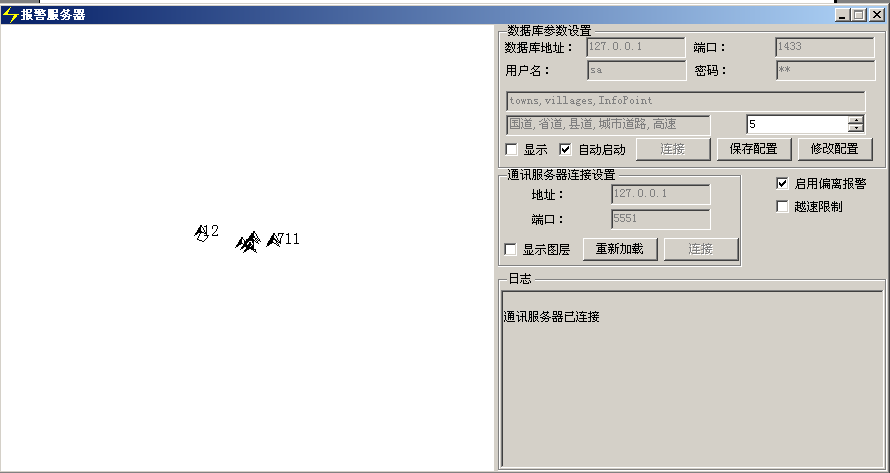 报警服务器
数据库参数设置
数据库地址： 127.0.0.1 端口： 1433
用户名： sa 密码： **
towns,villages,InfoPoint
国道,省道,县道,城市道路,高速 5
显示 自动启动 连接 保存配置 修改配置
通讯服务器连接设置
地址： 127.0.0.1
端口： 5551
显示图层 重新加载 连接
启用偏离报警
越速限制
日志
通讯服务器已连接
12
711